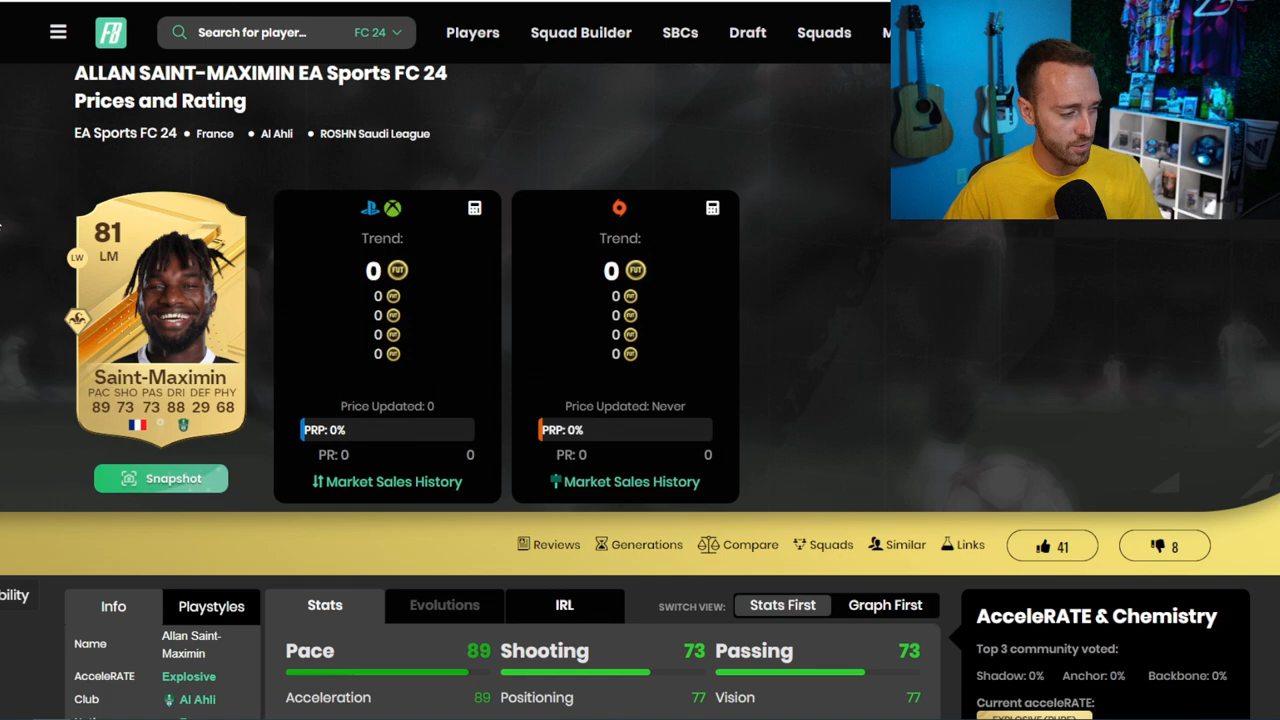 FB
Search for player...
FC 24
Players
Squad Builder
SBCs
Draft
Squads
M
ALLAN SAINT-MAXIMIN EA Sports FC 24
Prices and Rating
EA Sports FC 24 • France • Al Ahli • ROSHN Saudi League
81
LM
LW
Saint-Maximin
PAC SHO PAS DRI DEF PHY
89 73 73 88 29 68
Snapshot
Trend:
0 FUT
0
0
0
0
Price Updated: 0
PRP: 0%
PR: 0 0
Market Sales History
Trend:
0 FUT
0
0
0
0
Price Updated: Never
PRP: 0%
PR: 0 0
Market Sales History
Reviews
Generations
Compare
Squads
Similar
Links
41
8
bility
Info
Playstyles
Name Allan Saint-
Maximin
AcceleRATE Explosive
Club Al Ahli
Stats
Evolutions
IRL
SWITCH VIEW:
Stats First
Graph First
Pace 89
Acceleration 89
Shooting 73
Positioning 77
Passing 73
Vision 77
AcceleRATE & Chemistry
Top 3 community voted:
Shadow: 0% Anchor: 0% Backbone: 0%
Current acceleRATE:
EXPLOSIVE (PURE)